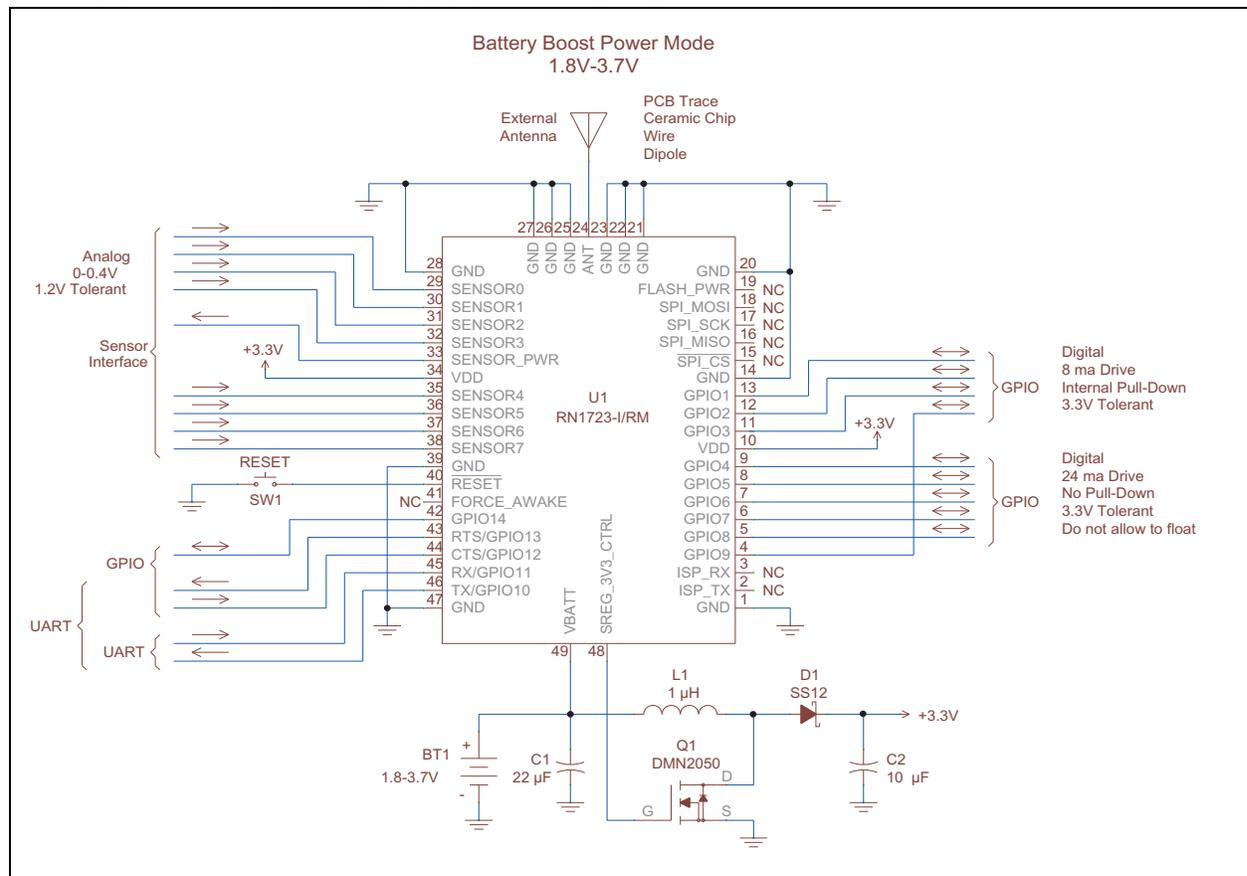 Battery Boost Power Mode
1.8V-3.7V
External
Antenna
PCB Trace
Ceramic Chip
Wire
Dipole
27 26 25 24 23 22 21
GND GND GND ANT GND GND GND
Analog
0-0.4V
1.2V Tolerant
Sensor
Interface
+3.3V
RESET
SW1
NC
GPIO
UART
UART
28 GND
29 SENSOR0
30 SENSOR1
31 SENSOR2
32 SENSOR3
33 SENSOR_PWR
34 VDD
35 SENSOR4
36 SENSOR5
37 SENSOR6
38 SENSOR7
39 GND
40 RESET
41 FORCE_AWAKE
42 GPIO14
43 RTS/GPIO13
44 CTS/GPIO12
45 RX/GPIO11
46 TX/GPIO10
47 GND
U1
RN1723-I/RM
GND 20
FLASH_PWR 19 NC
SPI_MOSI 18 NC
SPI_SCK 17 NC
SPI_MISO 16 NC
SPI_CS 15 NC
GND 14
GPIO1 13
GPIO2 12
GPIO3 11
VDD 10
GPIO4 9
GPIO5 8
GPIO6 7
GPIO7 6
GPIO8 5
GPIO9 4
ISP_RX 3 NC
ISP_TX 2 NC
GND 1
+3.3V
GPIO
Digital
8 ma Drive
Internal Pull-Down
3.3V Tolerant
GPIO
Digital
24 ma Drive
No Pull-Down
3.3V Tolerant
Do not allow to float
VBATT
SREG_3V3_CTRL
49 48
L1
1 µH
D1
SS12
+3.3V
BT1
1.8-3.7V
+
-
C1
22 µF
Q1
DMN2050
D
G
S
C2
10 µF